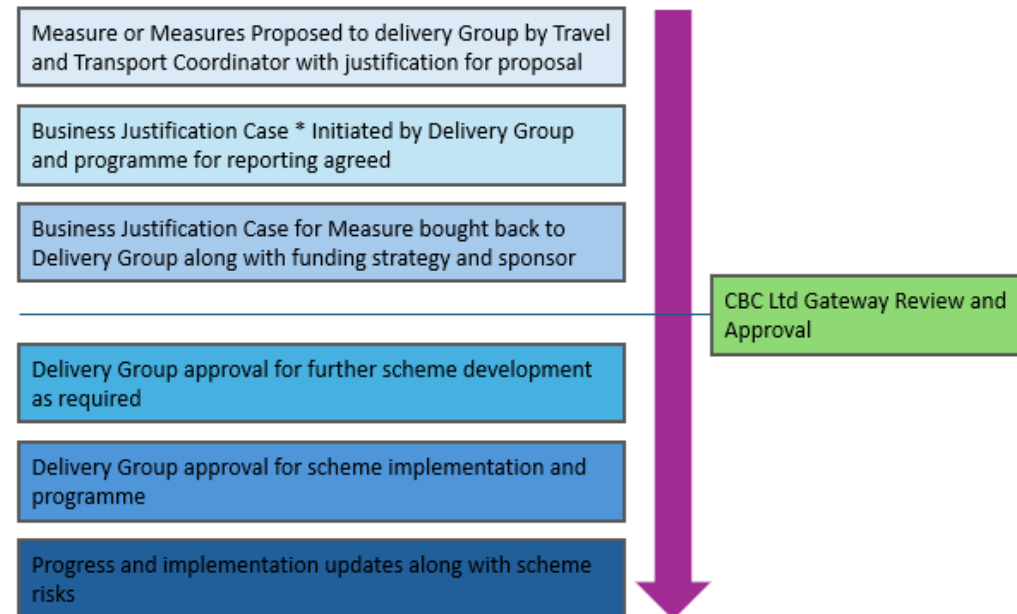 Measure or Measures Proposed to delivery Group by Travel
and Transport Coordinator with justification for proposal
Business Justification Case * Initiated by Delivery Group
and programme for reporting agreed
Business Justification Case for Measure bought back to
Delivery Group along with funding strategy and sponsor
CBC Ltd Gateway Review and
Approval
Delivery Group approval for further scheme development
as required
Delivery Group approval for scheme implementation and
programme
Progress and implementation updates along with scheme
risks